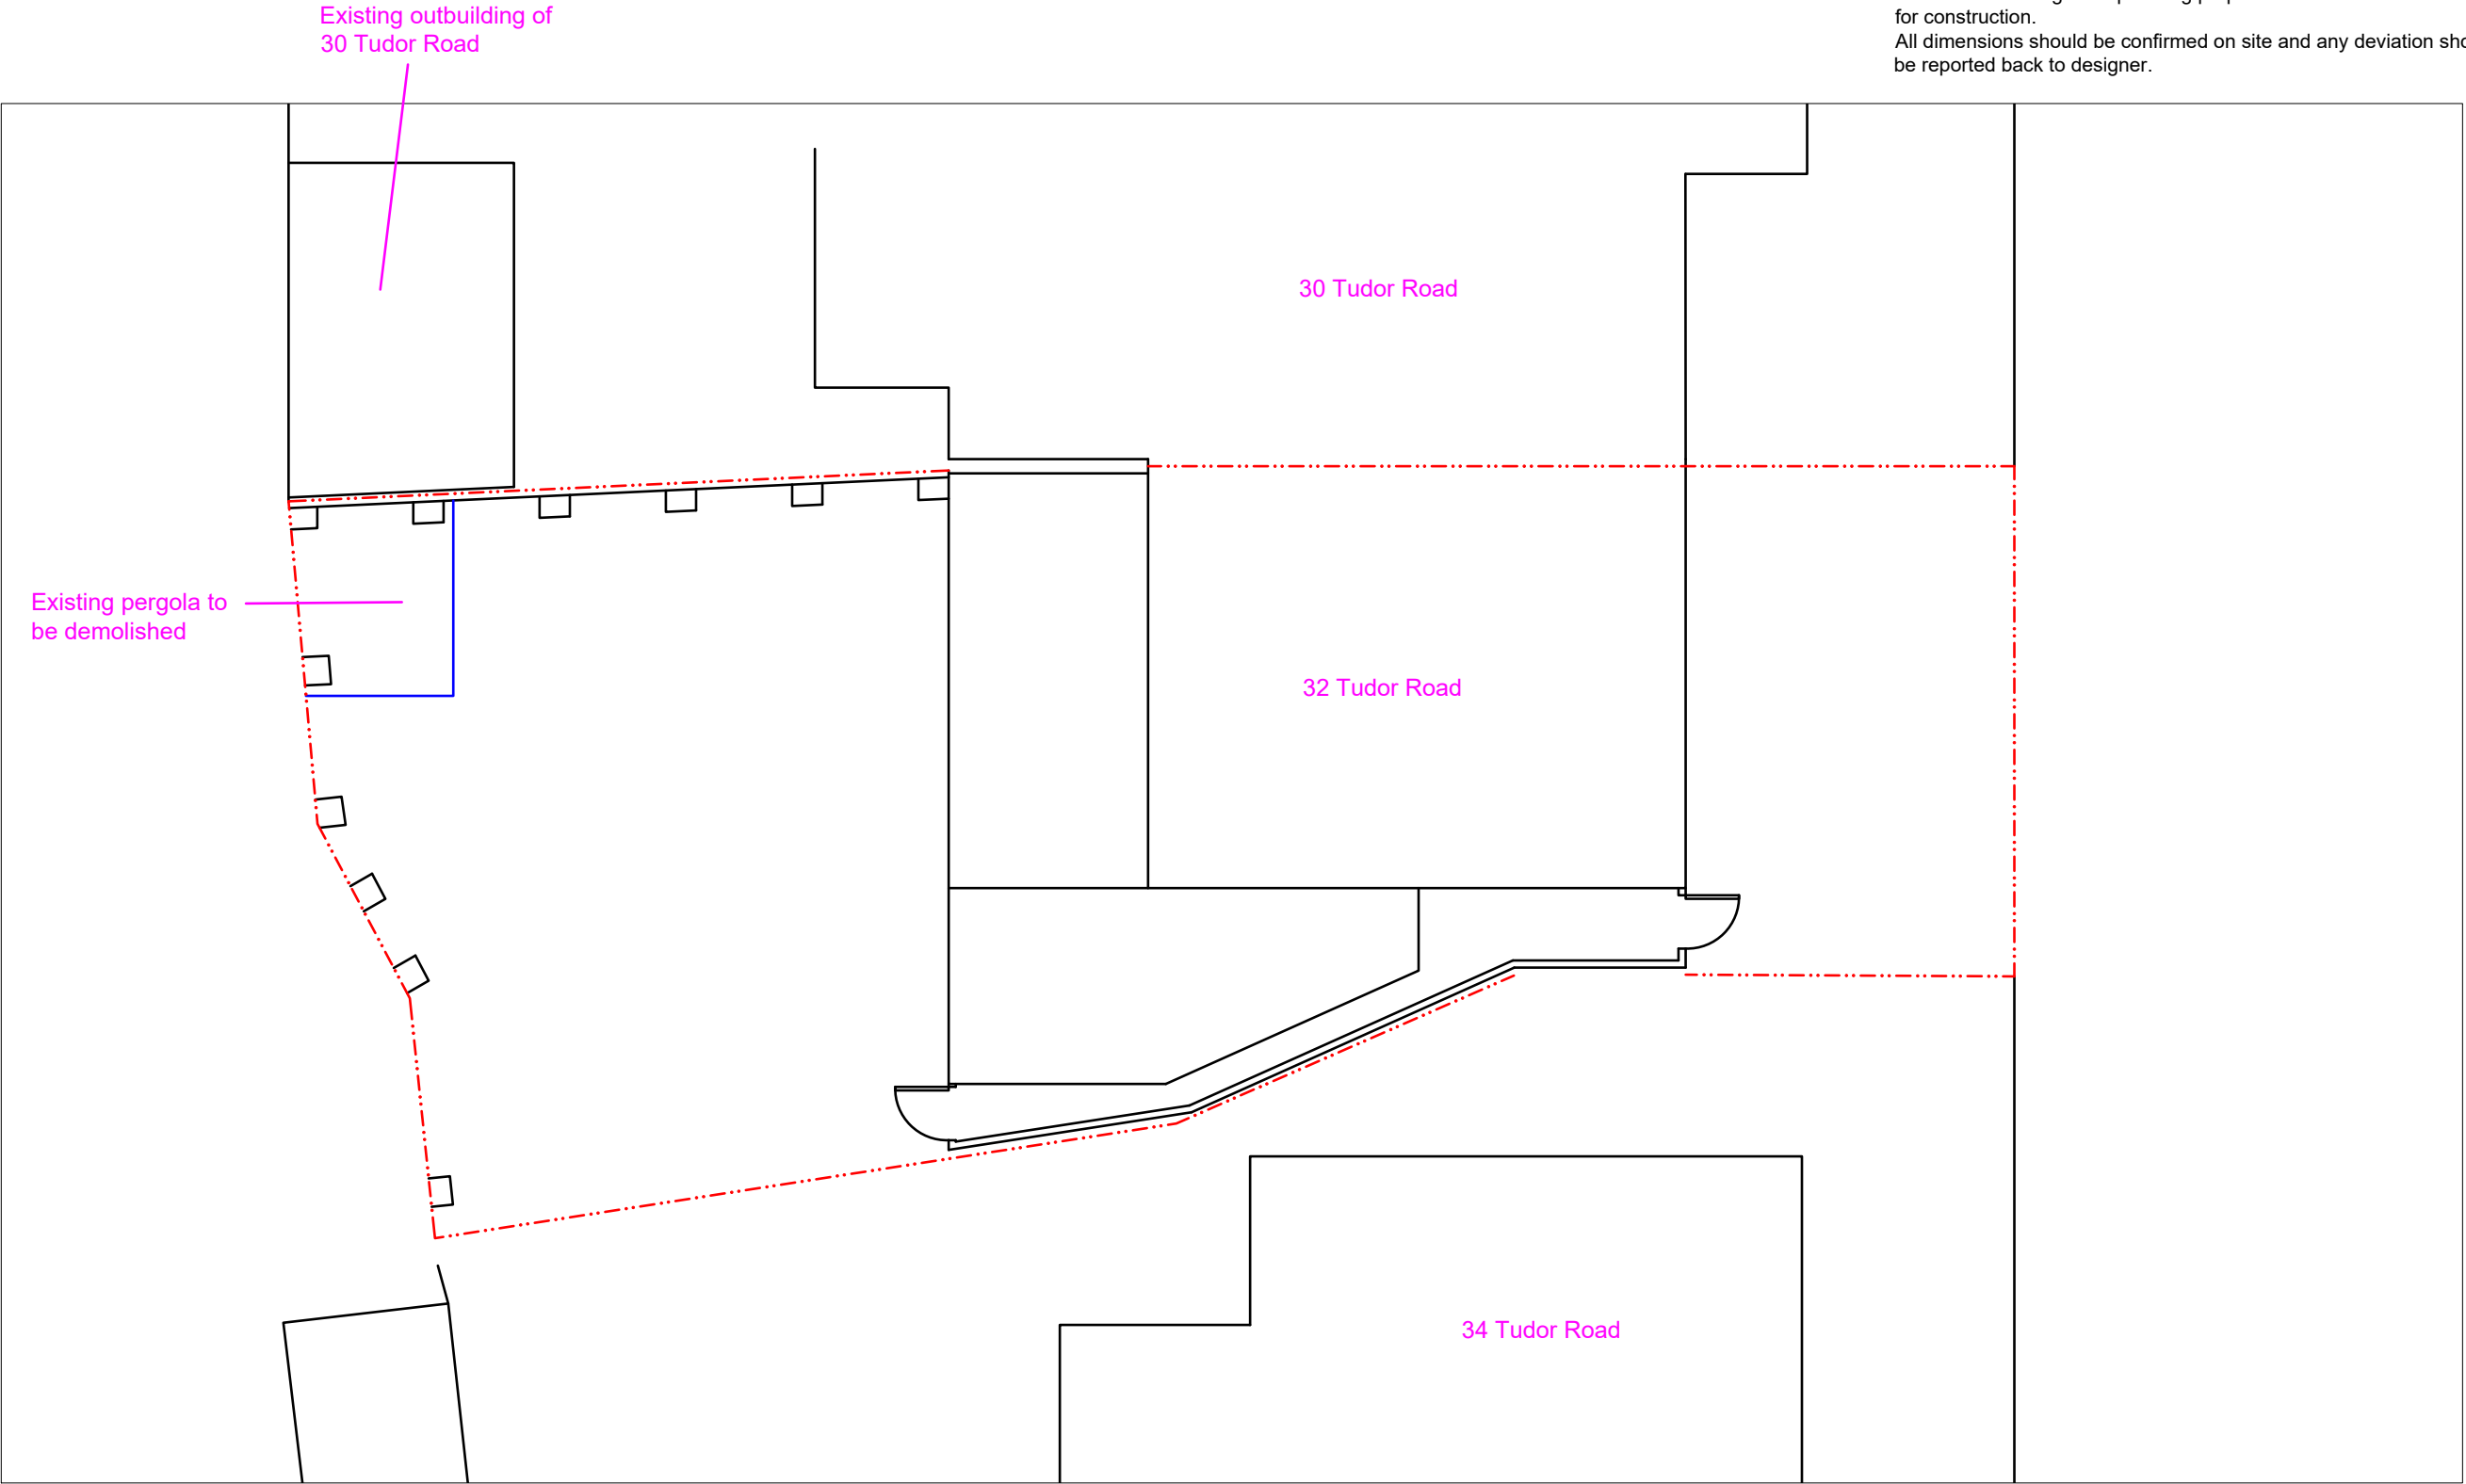 Existing outbuilding of
30 Tudor Road
for construction.
All dimensions should be confirmed on site and any deviation
be reported back to designer.
30 Tudor Road
Existing pergola to
be demolished
32 Tudor Road
34 Tudor Road